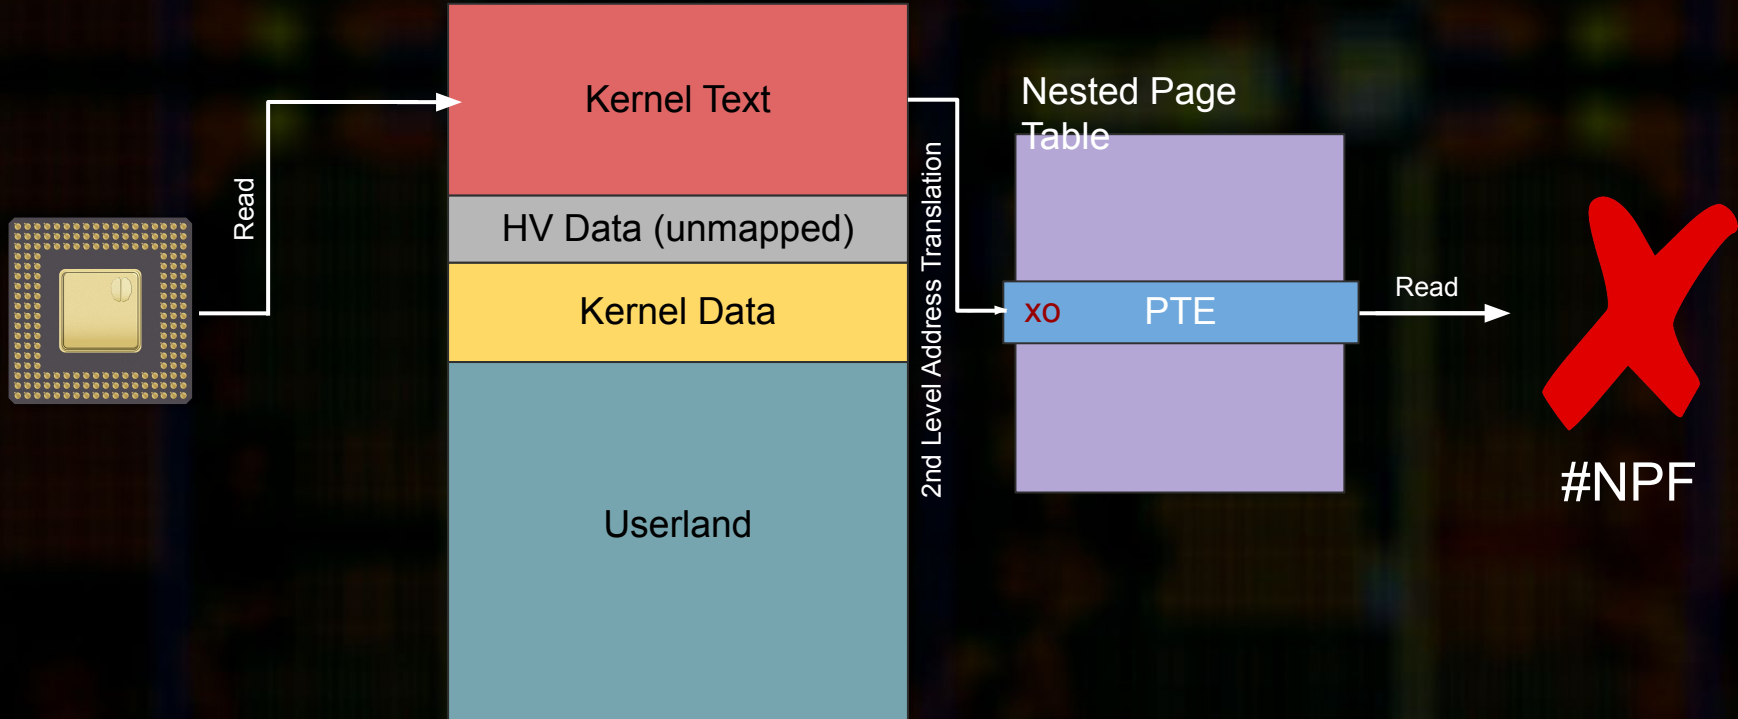 Read
Kernel Text
HV Data (unmapped)
Kernel Data
Userland
2nd Level Address Translation
Nested Page
Table
xo
PTE
Read
#NPF